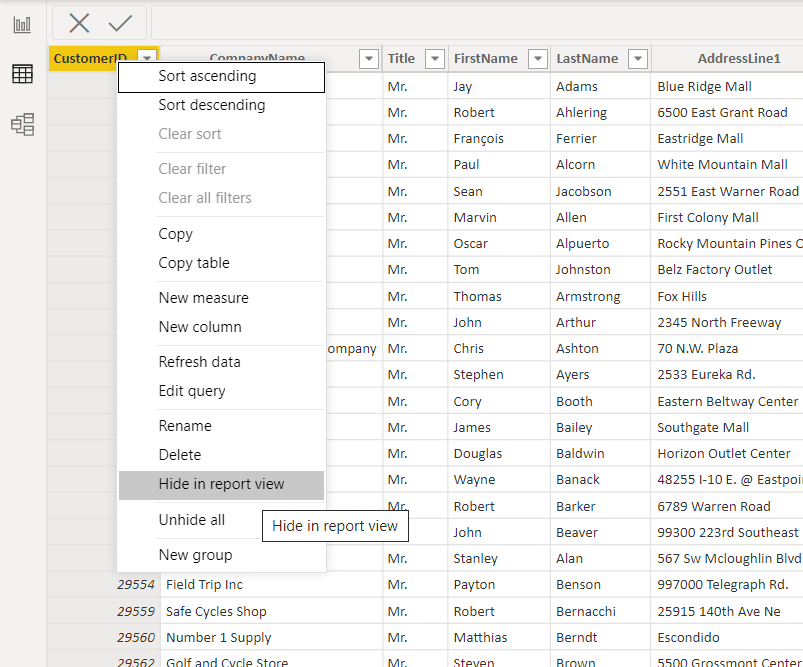 CustomerID CompanyName Title FirstName LastName AddressLine1
Sort ascending
Sort descending
Clear sort
Clear filter
Clear all filters
Copy
Copy table
New measure
New column
Refresh data
Edit query
Rename
Delete
Hide in report view
Unhide all
New group
Hide in report view
Mr. Jay Adams Blue Ridge Mall
Mr. Robert Ahlering 6500 East Grant Road
Mr. François Ferrier Eastridge Mall
Mr. Paul Alcorn White Mountain Mall
Mr. Sean Jacobson 2551 East Warner Road
Mr. Marvin Allen First Colony Mall
Mr. Oscar Alpuerto Rocky Mountain Pines O
Mr. Tom Johnston Belz Factory Outlet
Mr. Thomas Armstrong Fox Hills
Mr. John Arthur 2345 North Freeway
ompany Mr. Chris Ashton 70 N.W. Plaza
Mr. Stephen Ayers 2533 Eureka Rd.
Mr. Cory Booth Eastern Beltway Center
Mr. James Bailey Southgate Mall
Mr. Douglas Baldwin Horizon Outlet Center
Mr. Wayne Banack 48255 I-10 E. @ Eastpoi
Mr. Robert Barker 6789 Warren Road
John Beaver 99300 223rd Southeast
Mr. Stanley Alan 567 Sw Mcloughlin Blvd
29554 Field Trip Inc Mr. Payton Benson 997000 Telegraph Rd.
29559 Safe Cycles Shop Mr. Robert Bernacchi 25915 140th Ave Ne
29560 Number 1 Supply Mr. Matthias Berndt Escondido
29562 Golf and Cycle Store Mr. Steven Brown 5500 Grossmont Center